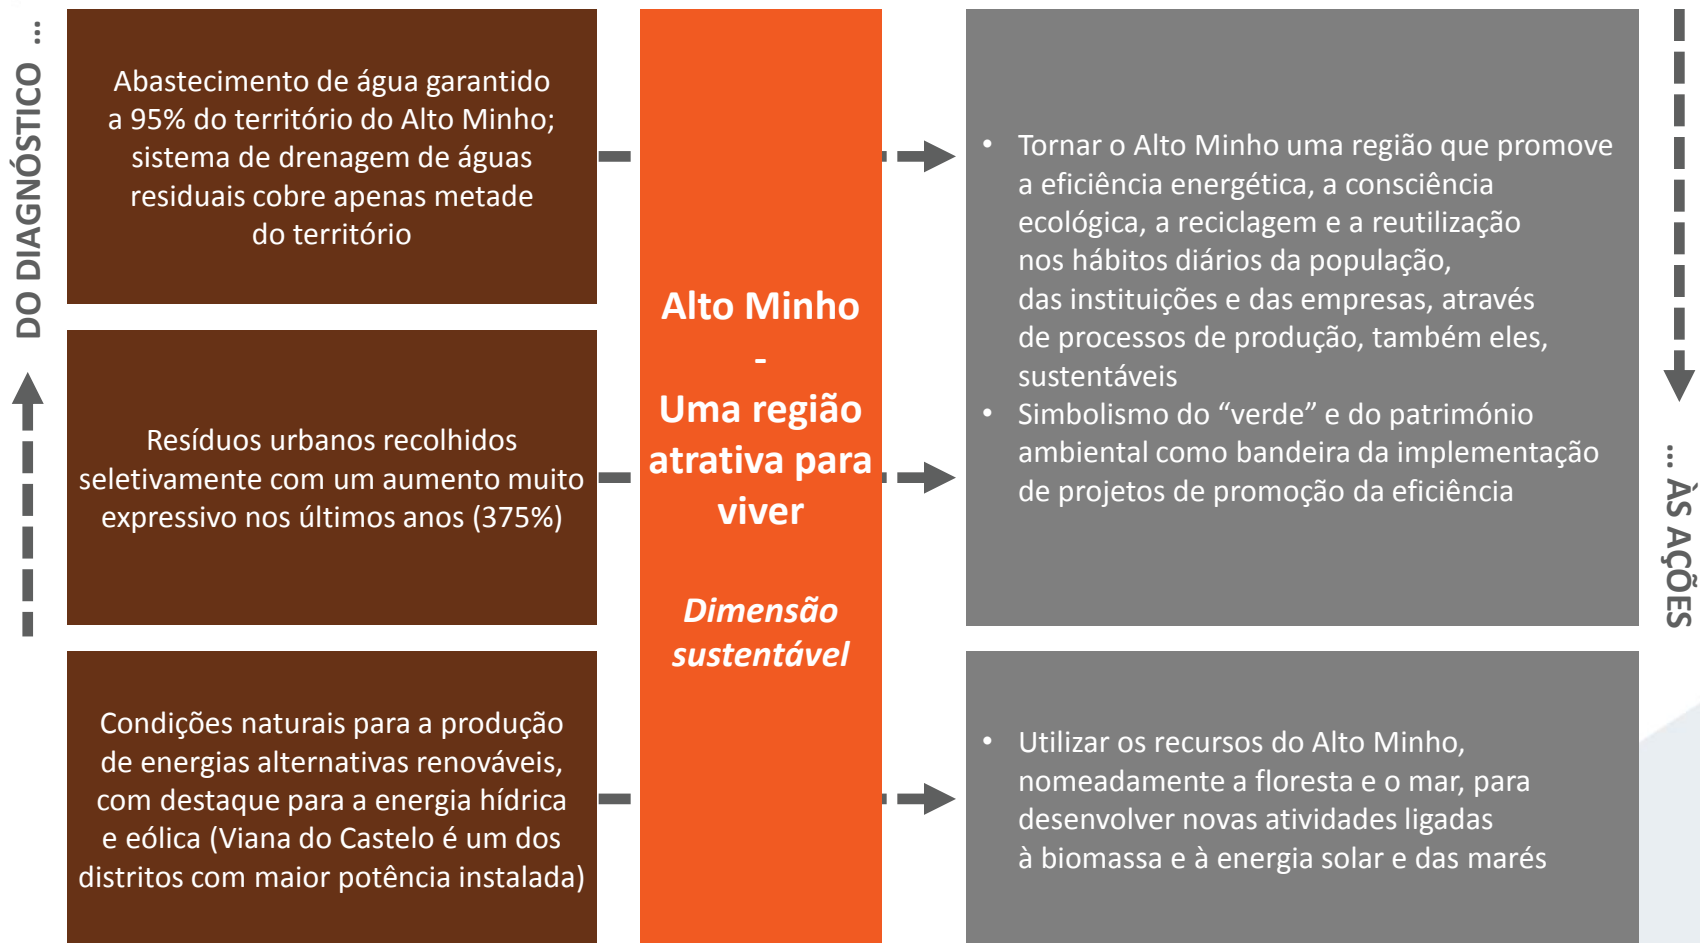 DO DIAGNÓSTICO ...
Abastecimento de água garantido
a 95% do território do Alto Minho;
sistema de drenagem de águas
residuais cobre apenas metade
do território
Resíduos urbanos recolhidos
seletivamente com um aumento muito
expressivo nos últimos anos (375%)
Condições naturais para a produção
de energias alternativas renováveis,
com destaque para a energia hídrica
e eólica (Viana do Castelo é um dos
distritos com maior potência instalada)
Alto Minho
-
Uma região
atrativa para
viver
Dimensão
sustentável
• Tornar o Alto Minho uma região que promove
a eficiência energética, a consciência
ecológica, a reciclagem e a reutilização
nos hábitos diários da população,
das instituições e das empresas, através
de processos de produção, também eles,
sustentáveis
• Simbolismo do “verde” e do património
ambiental como bandeira da implementação
de projetos de promoção da eficiência
• Utilizar os recursos do Alto Minho,
nomeadamente a floresta e o mar, para
desenvolver novas atividades ligadas
à biomassa e à energia solar e das marés
... ÀS AÇÕES